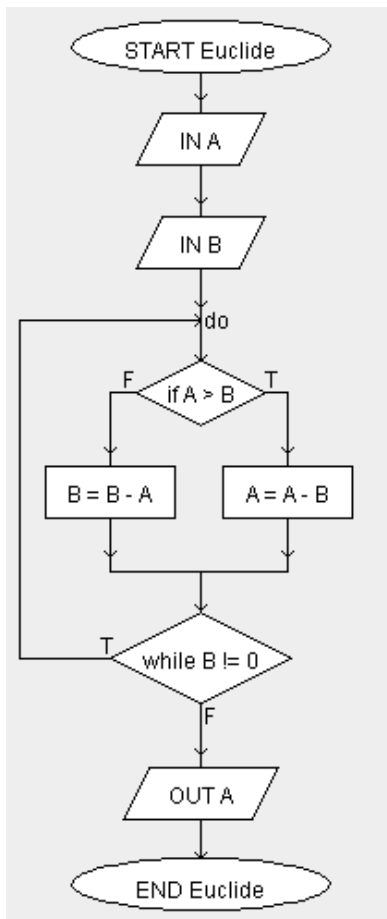 START Euclide
IN A
IN B
do
F
if A > B
T
B = B - A
A = A - B
T
while B != 0
F
OUT A
END Euclide